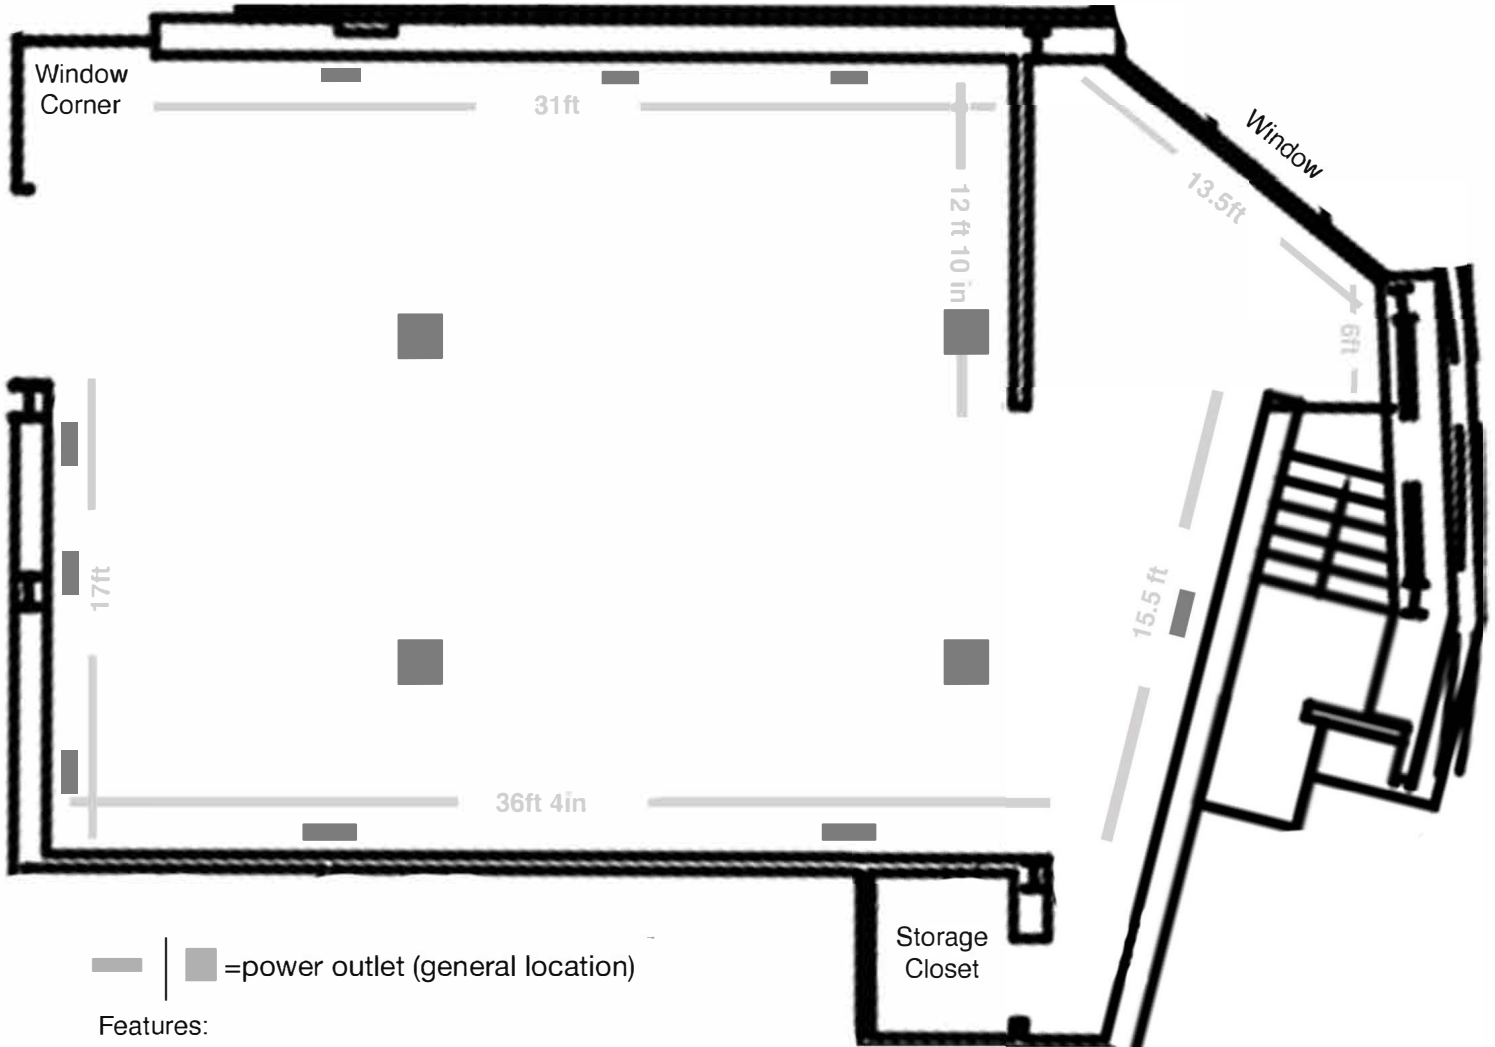 Window
Corner
31ft
Window
13.5ft
12 ft 10 in
6ft
17ft
15.5 ft
36ft 4in
Storage
Closet
=power outlet (general location)
Features: